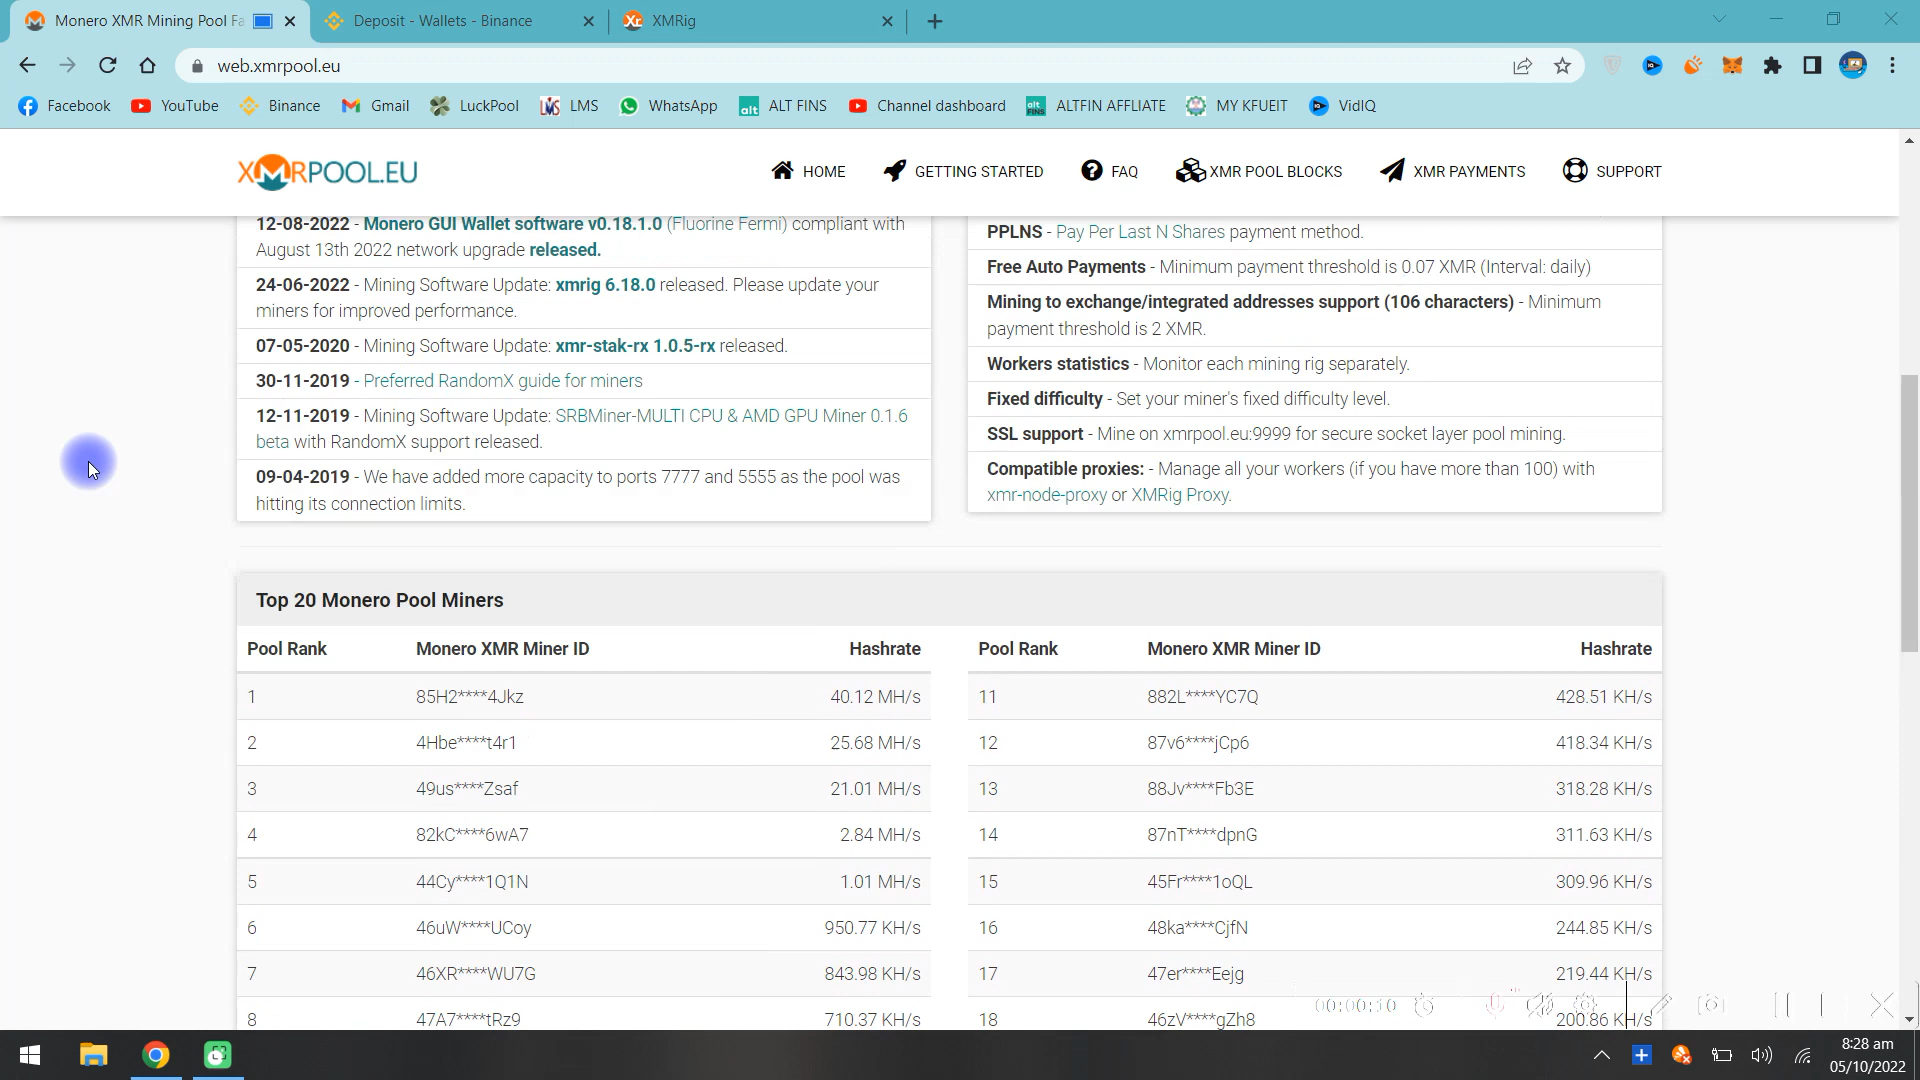 Monero XMR Mining Pool Fa
Deposit - Wallets - Binance
XMRig
web.xmrpool.eu
Facebook
YouTube
Binance
Gmail
LuckPool
LMS
WhatsApp
ALT FINS
Channel dashboard
ALTFIN AFFLIATE
MY KFUEIT
VidIQ
XMRPOOL.EU
HOME
GETTING STARTED
FAQ
XMR POOL BLOCKS
XMR PAYMENTS
SUPPORT
12-08-2022 - Monero GUI Wallet software v0.18.1.0 (Fluorine Fermi) compliant with
August 13th 2022 network upgrade released.
24-06-2022 - Mining Software Update: xmrig 6.18.0 released. Please update your
miners for improved performance.
07-05-2020 - Mining Software Update: xmr-stak-rx 1.0.5-rx released.
30-11-2019 - Preferred RandomX guide for miners
12-11-2019 - Mining Software Update: SRBMiner-MULTI CPU & AMD GPU Miner 0.1.6
beta with RandomX support released.
09-04-2019 - We have added more capacity to ports 7777 and 5555 as the pool was
hitting its connection limits.
PPLNS - Pay Per Last N Shares payment method.
Free Auto Payments - Minimum payment threshold is 0.07 XMR (Interval: daily)
Mining to exchange/integrated addresses support (106 characters) - Minimum
payment threshold is 2 XMR.
Workers statistics - Monitor each mining rig separately.
Fixed difficulty - Set your miner's fixed difficulty level.
SSL support - Mine on xmrpool.eu:9999 for secure socket layer pool mining.
Compatible proxies: - Manage all your workers (if you have more than 100) with
xmr-node-proxy or XMRig Proxy.
Top 20 Monero Pool Miners
Pool Rank Monero XMR Miner ID Hashrate
1 85H2****4Jkz 40.12 MH/s
2 4Hbe****t4r1 25.68 MH/s
3 49us****Zsaf 21.01 MH/s
4 82kC****6wA7 2.84 MH/s
5 44Cy****1Q1N 1.01 MH/s
6 46uW****UCoy 950.77 KH/s
7 46XR****WU7G 843.98 KH/s
8 47A7****tRz9 710.37 KH/s
Pool Rank Monero XMR Miner ID Hashrate
11 882L****YC7Q 428.51 KH/s
12 87v6****jCp6 418.34 KH/s
13 88Jv****Fb3E 318.28 KH/s
14 87nT****dpnG 311.63 KH/s
15 45Fr****1oQL 309.96 KH/s
16 48ka****CjfN 244.85 KH/s
17 47er****Eejg 219.44 KH/s
18 46zV****gZh8 200.86 KH/s
00:00:10
8:28 am
05/10/2022